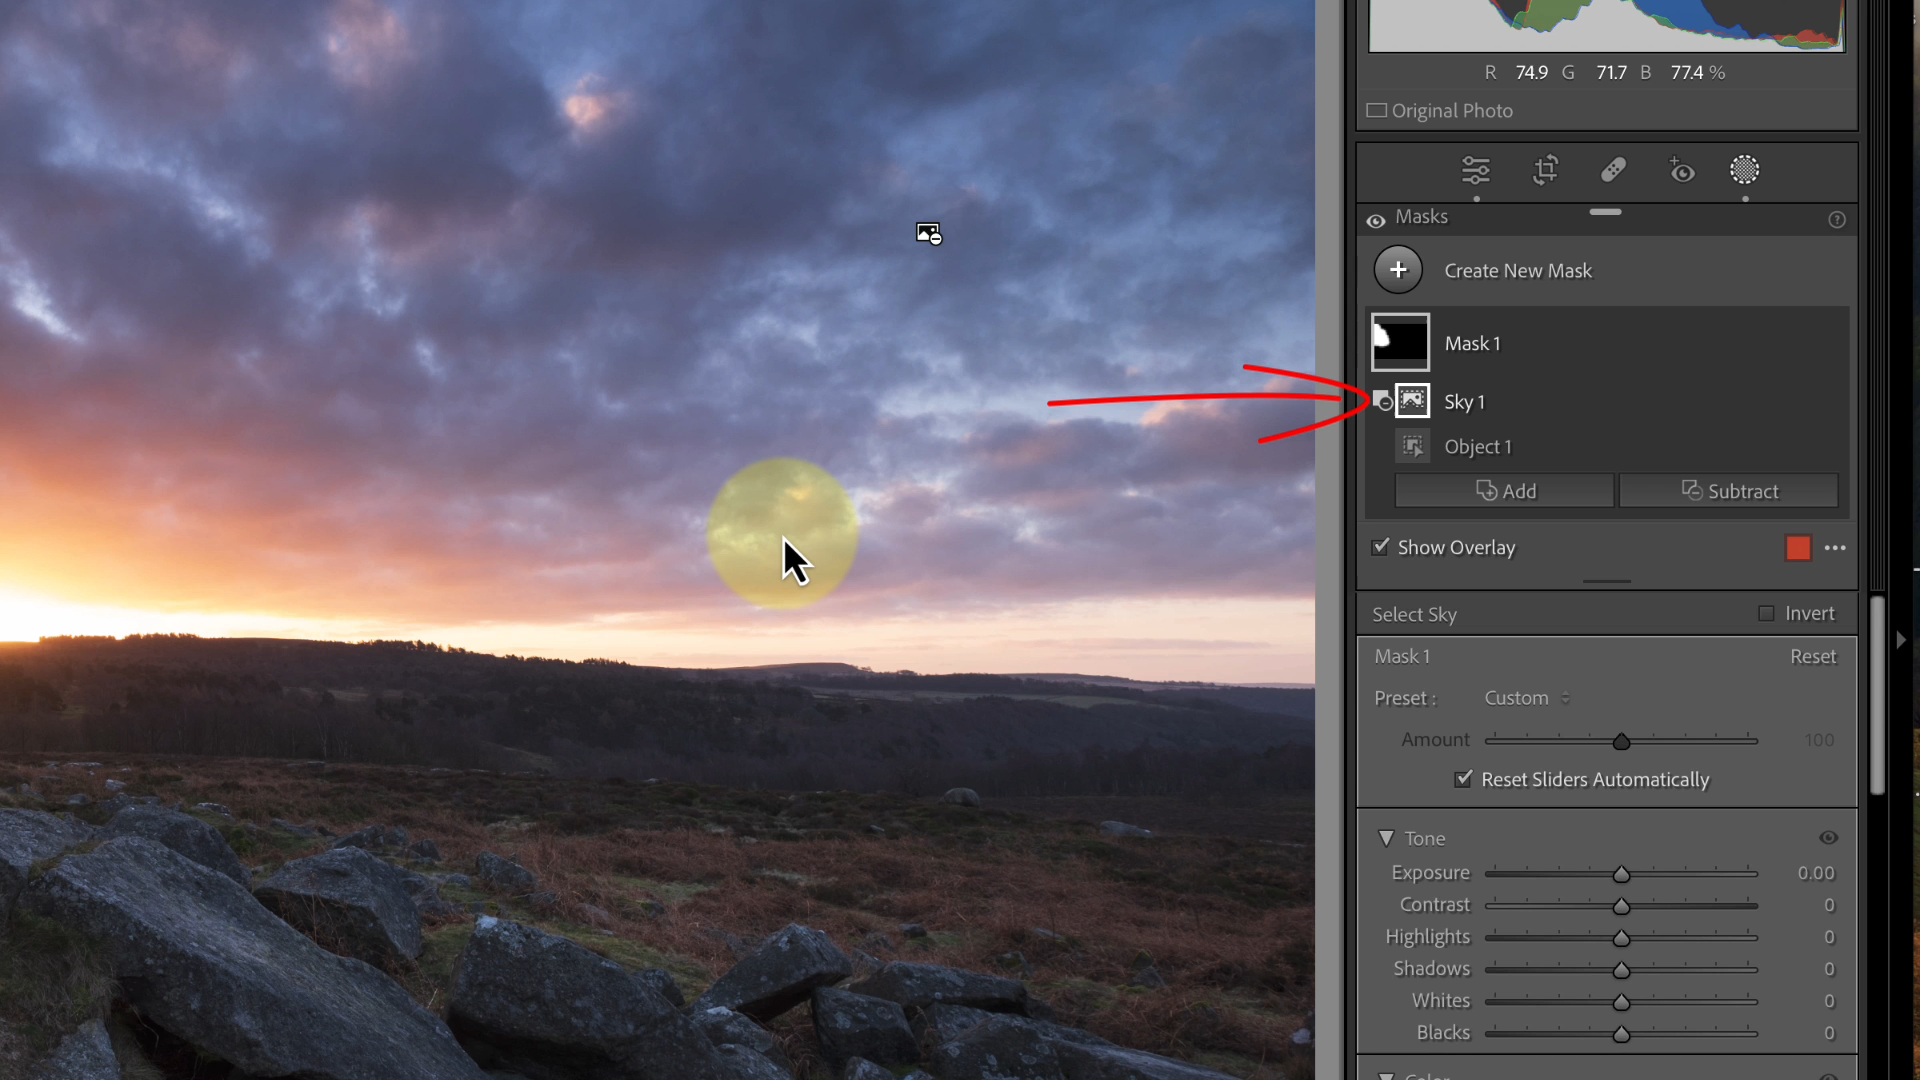 R 74.9 G 71.7 B 77.4 %
Original Photo
Masks
Create New Mask
Mask 1
Sky 1
Object 1
Add Subtract
Show Overlay
Select Sky Invert
Mask 1 Reset
Preset : Custom
Amount 100
Reset Sliders Automatically
Tone
Exposure 0.00
Contrast 0
Highlights 0
Shadows 0
Whites 0
Blacks 0